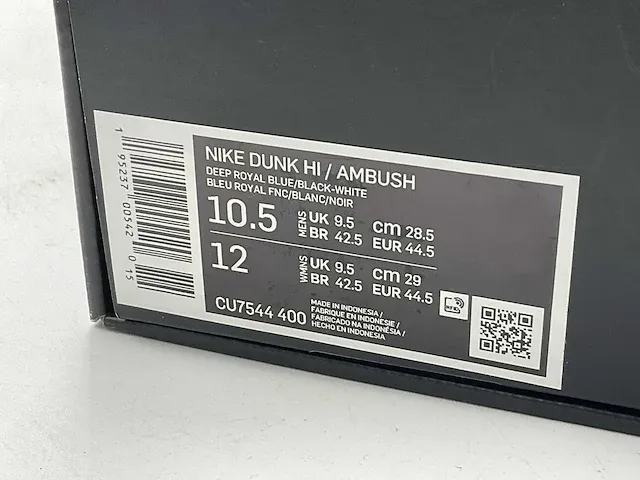 NIKE DUNK HI / AMBUSH
DEEP ROYAL BLUE/BLACK-WHITE
BLEU ROYAL FNC/BLANC/NOIR
10.5 MENS UK 9.5 cm 28.5
BR 42.5 EUR 44.5
12 WMNS UK 9.5 cm 29
BR 42.5 EUR 44.5
CU7544 400
MADE IN INDONESIA /
FABRIQUE EN INDONESIE /
FABRICADO NA INDONÉSIA /
HECHO EN INDONESIA
1 95237 00542 0 15